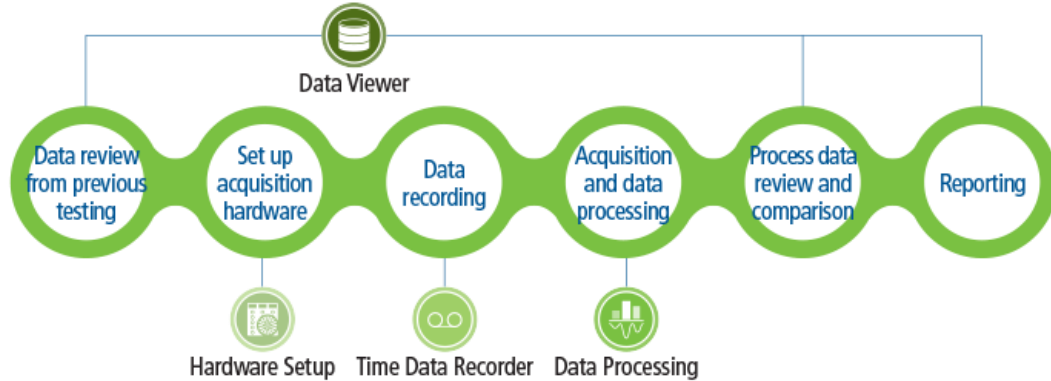 Data Viewer
Data review
from previous
testing
Set up
acquisition
hardware
Data
recording
Acquisition
and data
processing
Process data
review and
comparison
Reporting
Hardware Setup
Time Data Recorder
Data Processing